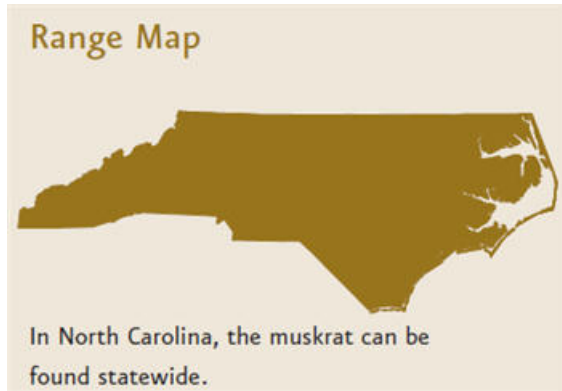 Range Map
In North Carolina, the muskrat can be
found statewide.